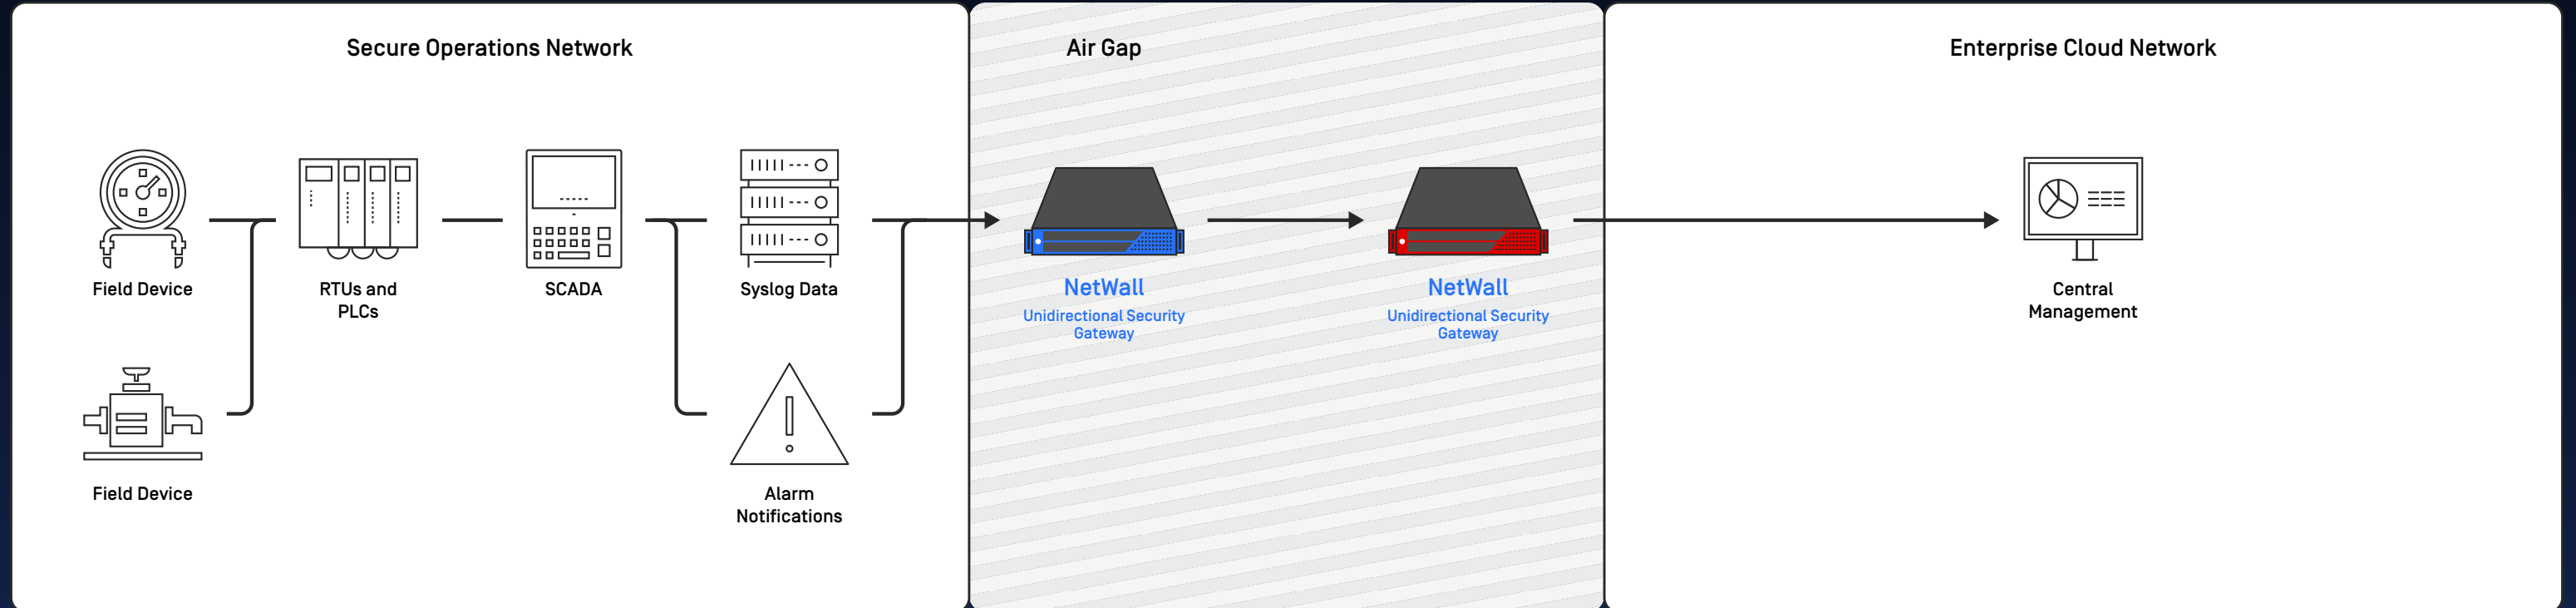 Secure Operations Network
Air Gap
Enterprise Cloud Network
Field Device
RTUs and
PLCs
SCADA
Syslog Data
NetWall
Unidirectional Security
Gateway
NetWall
Unidirectional Security
Gateway
Central
Management
Field Device
Alarm
Notifications